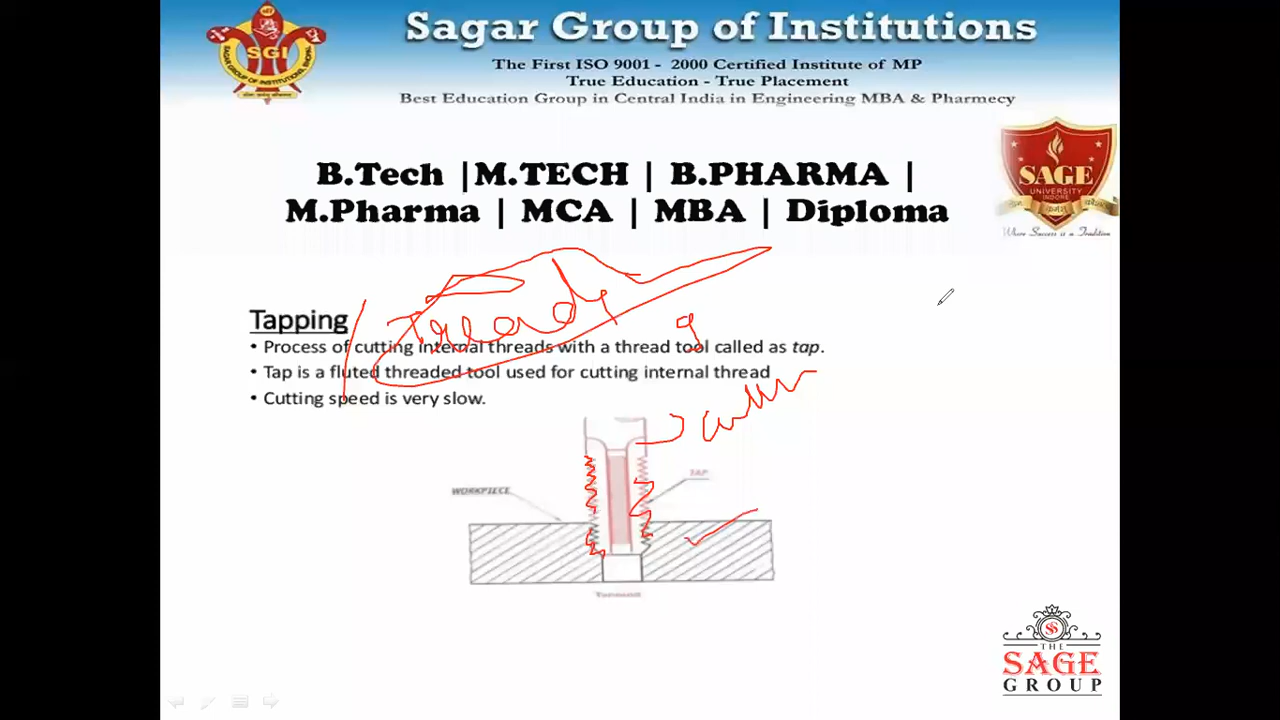 Sagar Group of Institutions
SGI
The First ISO 9001 - 2000 Certified Institute of MP
True Education - True Placement
Best Education Group in Central India in Engineering MBA & Pharmecy
SAGE
UNIVERSITY
INDORE
Where Success is a Tradition
B.Tech |M.TECH | B.PHARMA |
M.Pharma | MCA | MBA | Diploma
Treads
Tapping
• Process of cutting internal threads with a thread tool called as tap.
• Tap is a fluted threaded tool used for cutting internal thread
• Cutting speed is very slow.
TAP
WORKPIECE
THE
SAGE
GROUP